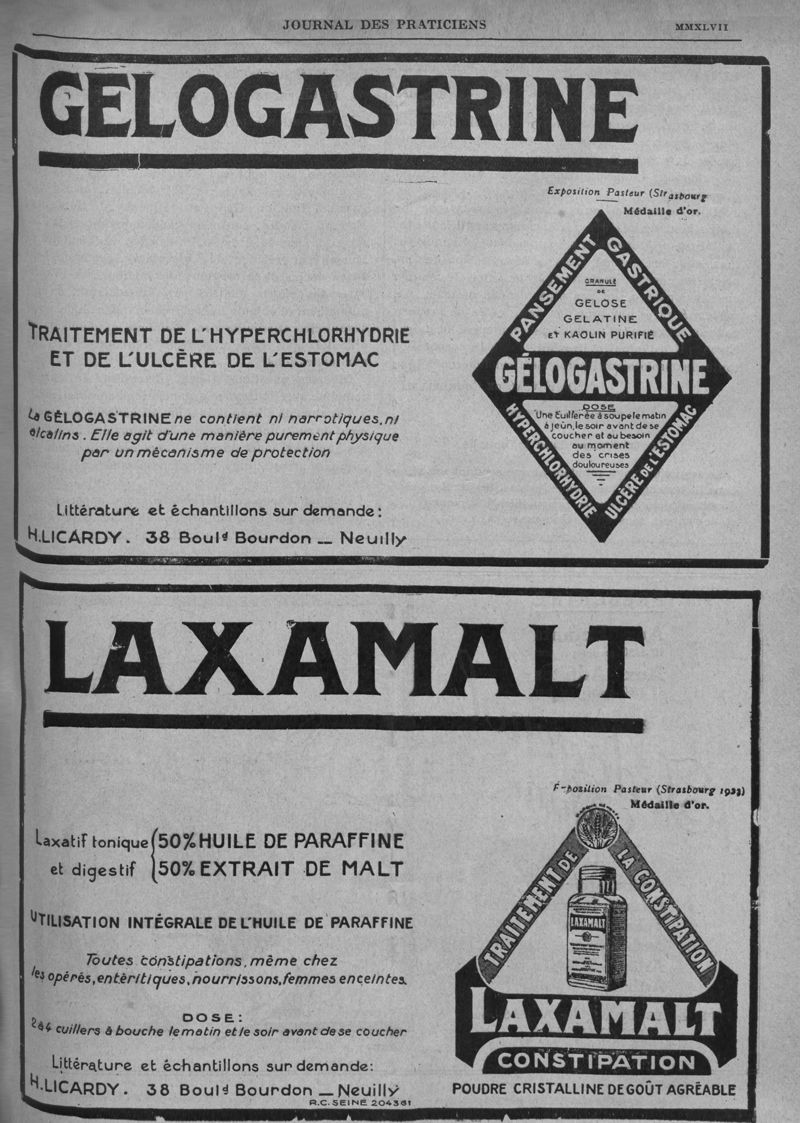 JOURNAL DES PRATICIENS
MMXLVII
GÉLOGASTRINE
Exposition Pasteur (Strasbourg
Médaille d'or.
PANSEMENT GASTRIQUE
GRANULÉ
DE
GELOSE
GELATINE
ET KAOLIN PURIFIÉ
GÉLOGASTRINE
DOSE
Une cuillerée à soupe le matin
à jeûn, le soir avant de se
coucher et au besoin
au moment
des crises
douloureuses
HYPERCHLORHYDRIE
ULCÈRE DE L'ESTOMAC
TRAITEMENT DE L'HYPERCHLORHYDRIE
ET DE L'ULCÈRE DE L'ESTOMAC
La GÉLOGASTRINE ne contient ni narcotiques, ni
alcalins. Elle agit d'une manière purement physique
par un mécanisme de protection
Littérature et échantillons sur demande:
H. LICARDY. 38 Boulᵈ Bourdon _ Neuilly
LAXAMALT
Exposition Pasteur (Strasbourg 1923)
Médaille d'or.
Laxatif tonique 50% HUILE DE PARAFFINE
et digestif 50% EXTRAIT DE MALT
UTILISATION INTÉGRALE DE L'HUILE DE PARAFFINE
Toutes constipations, même chez
les opérés, entéritiques, nourrissons, femmes enceintes.
DOSE:
2 à 4 cuillers à bouche le matin et le soir avant de se coucher
Littérature et échantillons sur demande:
H. LICARDY. 38 Boulᵈ Bourdon _ Neuilly
R.C. SEINE 204361
TRAITEMENT DE LA CONSTIPATION
LAXAMALT
LAXAMALT
CONSTIPATION
POUDRE CRISTALLINE DE GOÛT AGRÉABLE